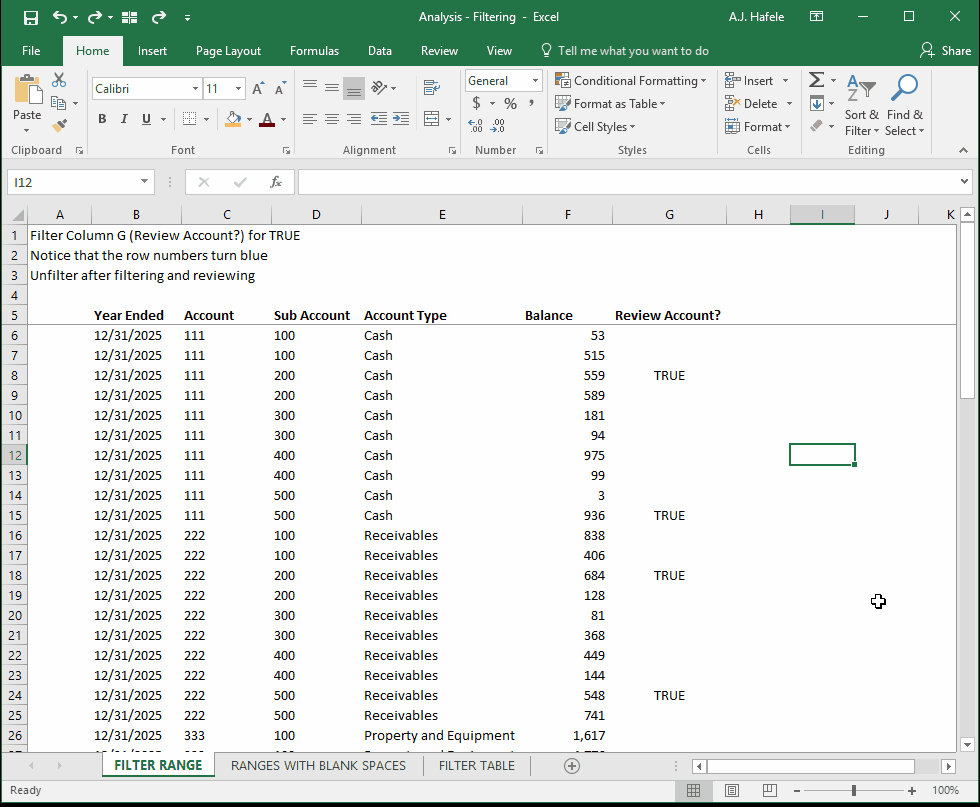 Analysis - Filtering - Excel
A.J. Hafele
File Home Insert Page Layout Formulas Data Review View Tell me what you want to do Share
Paste
Clipboard
Calibri 11
B I U A
Font
Alignment
General
$ % ,
Number
Conditional Formatting
Format as Table
Cell Styles
Styles
Insert
Delete
Format
Cells
Sort & Filter
Find & Select
Editing
I12 fx
A B C D E F G H I J K
1 Filter Column G (Review Account?) for TRUE
2 Notice that the row numbers turn blue
3 Unfilter after filtering and reviewing
4
5 Year Ended Account Sub Account Account Type Balance Review Account?
6 12/31/2025 111 100 Cash 53
7 12/31/2025 111 100 Cash 515
8 12/31/2025 111 200 Cash 559 TRUE
9 12/31/2025 111 200 Cash 589
10 12/31/2025 111 300 Cash 181
11 12/31/2025 111 300 Cash 94
12 12/31/2025 111 400 Cash 975
13 12/31/2025 111 400 Cash 99
14 12/31/2025 111 500 Cash 3
15 12/31/2025 111 500 Cash 936 TRUE
16 12/31/2025 222 100 Receivables 838
17 12/31/2025 222 100 Receivables 406
18 12/31/2025 222 200 Receivables 684 TRUE
19 12/31/2025 222 200 Receivables 128
20 12/31/2025 222 300 Receivables 81
21 12/31/2025 222 300 Receivables 368
22 12/31/2025 222 400 Receivables 449
23 12/31/2025 222 400 Receivables 144
24 12/31/2025 222 500 Receivables 548 TRUE
25 12/31/2025 222 500 Receivables 741
26 12/31/2025 333 100 Property and Equipment 1,617
FILTER RANGE RANGES WITH BLANK SPACES FILTER TABLE
Ready 100%